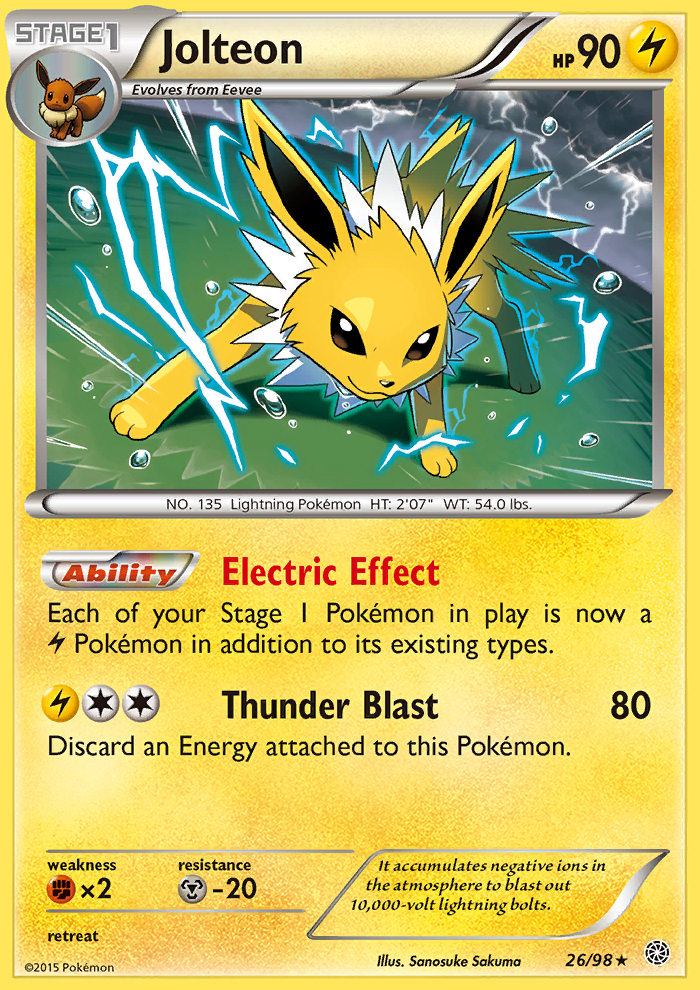 STAGE1 Jolteon HP 90
Evolves from Eevee
NO. 135 Lightning Pokémon HT: 2'07" WT: 54.0 lbs.
Ability Electric Effect
Each of your Stage 1 Pokémon in play is now a
Pokémon in addition to its existing types.
Thunder Blast 80
Discard an Energy attached to this Pokémon.
weakness resistance
×2 -20
It accumulates negative ions in
the atmosphere to blast out
10,000-volt lightning bolts.
retreat
©2015 Pokémon Illus. Sanosuke Sakuma 26/98 ★